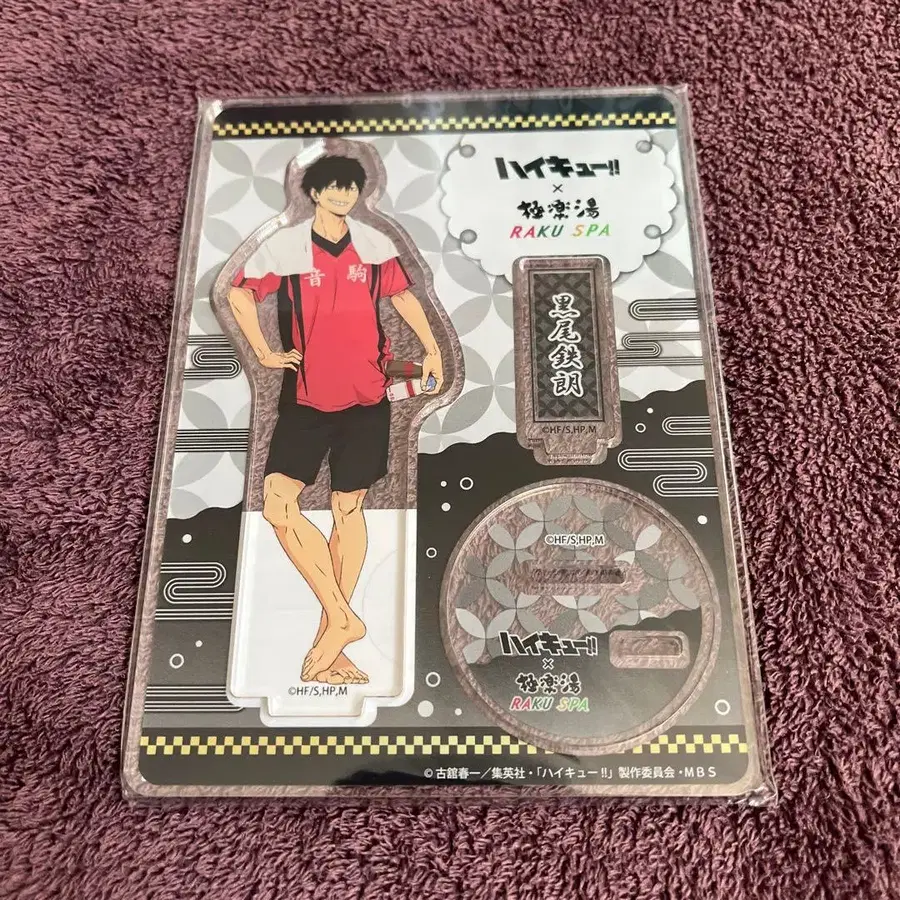 ハイキュー!!
×
極楽湯
RAKU SPA
音駒
黒尾鉄朗
©HF/S,HP,M
©HF/S,HP,M
ハイキュー!!
×
極楽湯
RAKU SPA
©HF/S,HP,M
©古舘春一／集英社・「ハイキュー!!」製作委員会・MBS